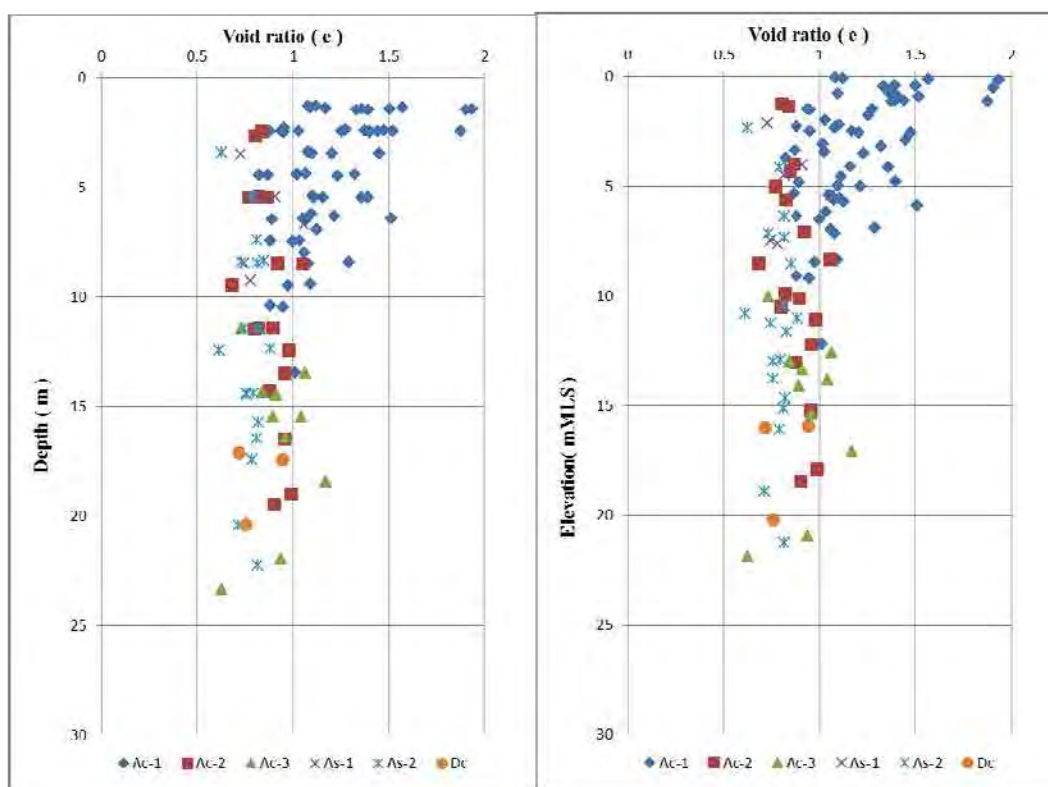 Void ratio ( e )
0 0.5 1 1.5 2
0
5
10
15
20
25
30
Depth ( m )
Ac-1 Ac-2 Ac-3 As-1 As-2 Dc
Void ratio ( e )
0 0.5 1 1.5 2
0
5
10
15
20
25
30
Elevation( mMLS)
Ac-1 Ac-2 Ac-3 As-1 As-2 Dc